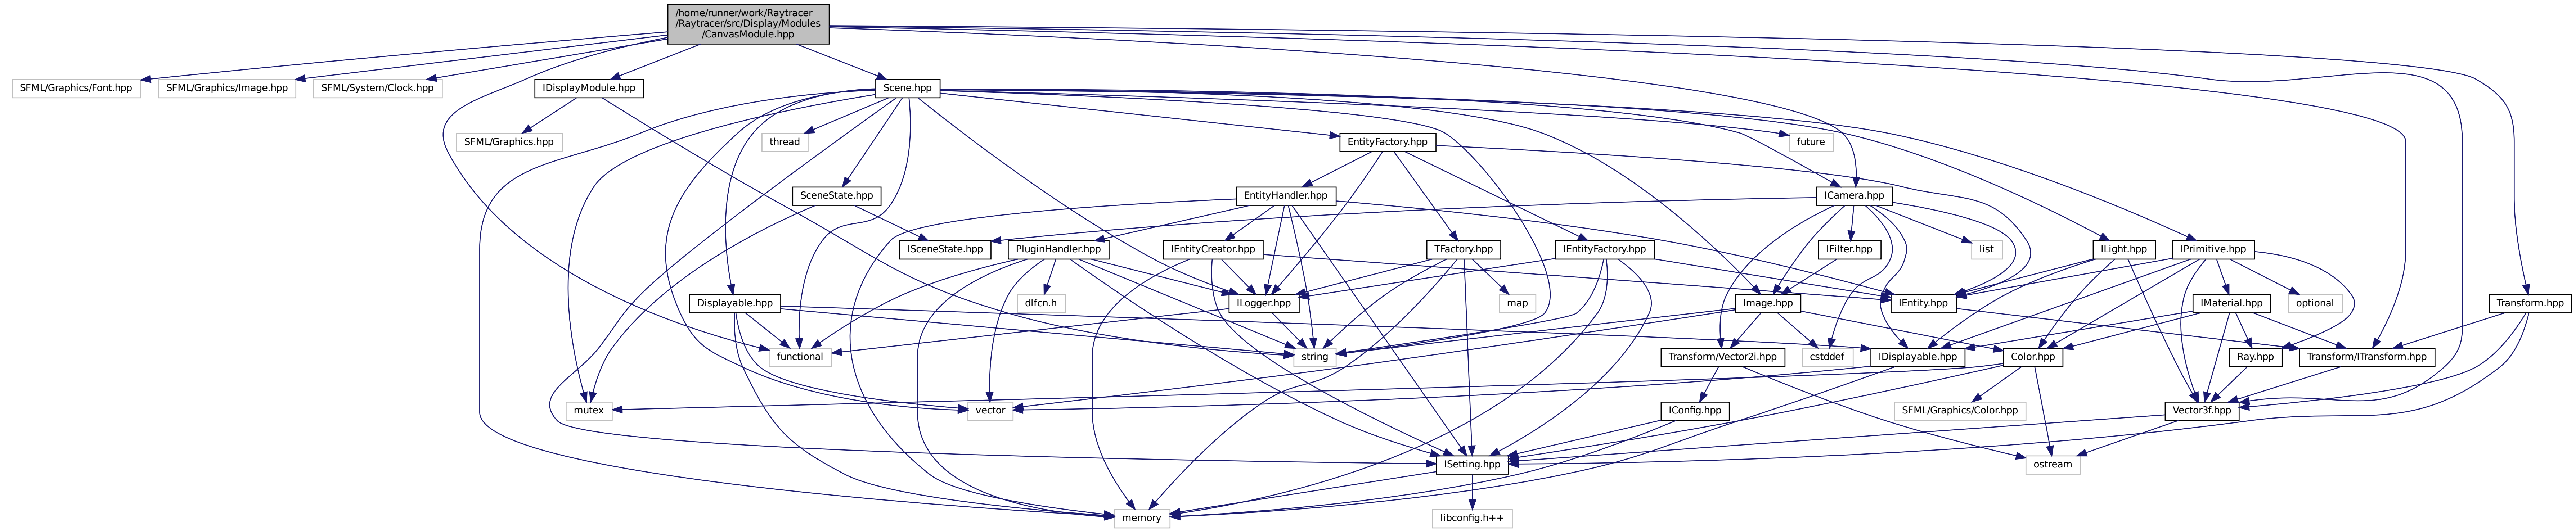 /home/runner/work/Raytracer
/Raytracer/src/Display/Modules
/CanvasModule.hpp
SFML/Graphics/Font.hpp
SFML/Graphics/Image.hpp
SFML/System/Clock.hpp
IDisplayModule.hpp
Scene.hpp
SFML/Graphics.hpp
thread
EntityFactory.hpp
future
SceneState.hpp
EntityHandler.hpp
ICamera.hpp
ISceneState.hpp
PluginHandler.hpp
IEntityCreator.hpp
TFactory.hpp
IEntityFactory.hpp
IFilter.hpp
list
ILight.hpp
IPrimitive.hpp
Displayable.hpp
dlfcn.h
ILogger.hpp
map
Image.hpp
IEntity.hpp
IMaterial.hpp
optional
Transform.hpp
functional
string
Transform/Vector2i.hpp
cstddef
IDisplayable.hpp
Color.hpp
Ray.hpp
Transform/ITransform.hpp
mutex
vector
IConfig.hpp
SFML/Graphics/Color.hpp
Vector3f.hpp
ISetting.hpp
ostream
memory
libconfig.h++